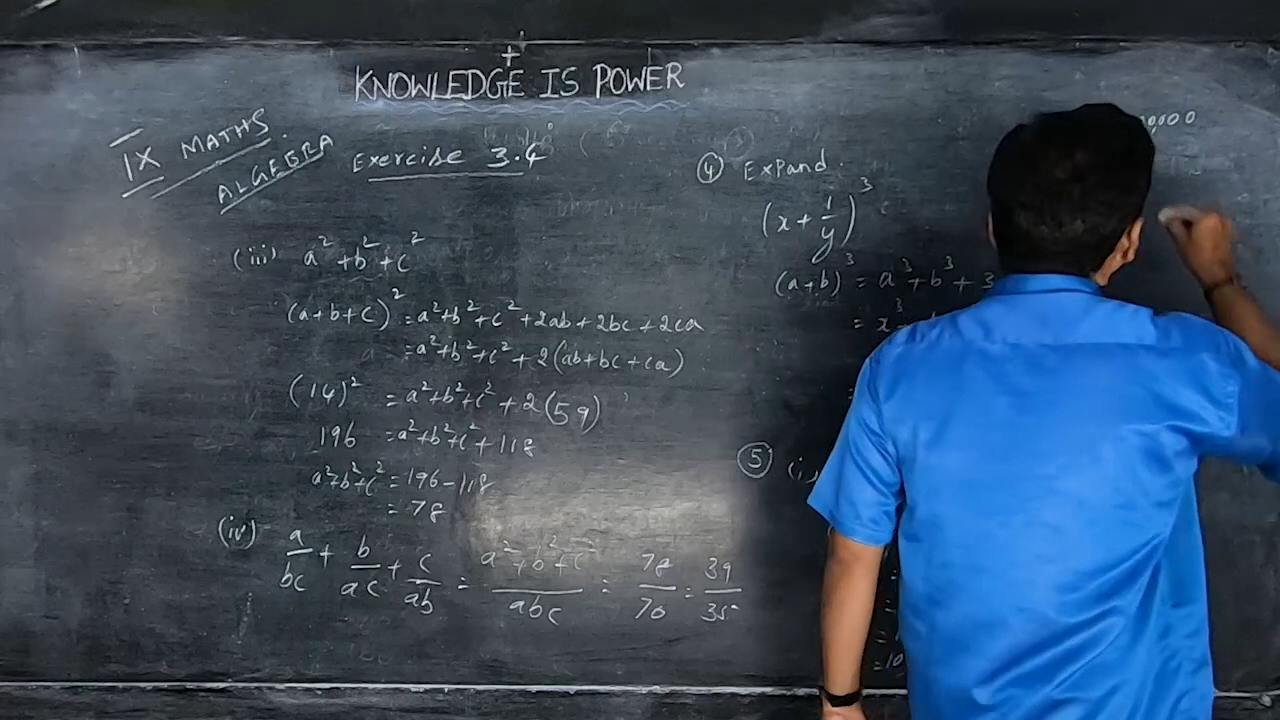 KNOWLEDGE IS POWER
IX MATHS
ALGEBRA
Exercise 3.4
(iii) a² + b² + c²
(a+b+c)² = a²+b²+c²+2ab+2bc+2ca
= a²+b²+c²+2(ab+bc+ca)
(14)² = a²+b²+c²+2(59)
196 = a²+b²+c²+118
a²+b²+c² = 196-118
= 78
(iv) a/bc + b/ac + c/ab = a²+b²+c²/abc = 78/70 = 39/35
④ Expand
(x + 1/y)³
(a+b)³ = a³+b³+3
= x³+
⑤ (i)